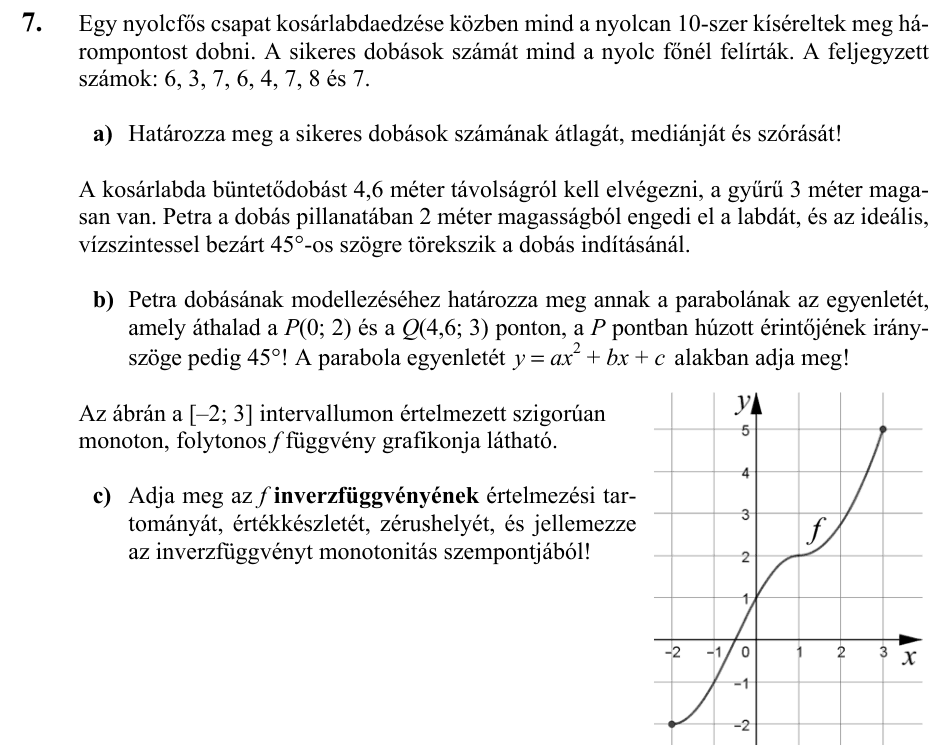 7. Egy nyolcfős csapat kosárlabdaedzése közben mind a nyolcan 10-szer kíséreltek meg há-
rompontost dobni. A sikeres dobások számát mind a nyolc főnél felírták. A feljegyzett
számok: 6, 3, 7, 6, 4, 7, 8 és 7.
a) Határozza meg a sikeres dobások számának átlagát, mediánját és szórását!
A kosárlabda büntetődobást 4,6 méter távolságról kell elvégezni, a gyűrű 3 méter maga-
san van. Petra a dobás pillanatában 2 méter magasságból engedi el a labdát, és az ideális,
vízszintessel bezárt 45°-os szögre törekszik a dobás indításánál.
b) Petra dobásának modellezéséhez határozza meg annak a parabolának az egyenletét,
amely áthalad a P(0; 2) és a Q(4,6; 3) ponton, a P pontban húzott érintőjének irány-
szöge pedig 45°! A parabola egyenletét y = ax² + bx + c alakban adja meg!
Az ábrán a [–2; 3] intervallumon értelmezett szigorúan
monoton, folytonos f függvény grafikonja látható.
c) Adja meg az f inverzfüggvényének értelmezési tar-
tományát, értékkészletét, zérushelyét, és jellemezze
az inverzfüggvényt monotonitás szempontjából!
y
5
4
3
f
2
1
-2 -1 0 1 2 3 x
-1
-2